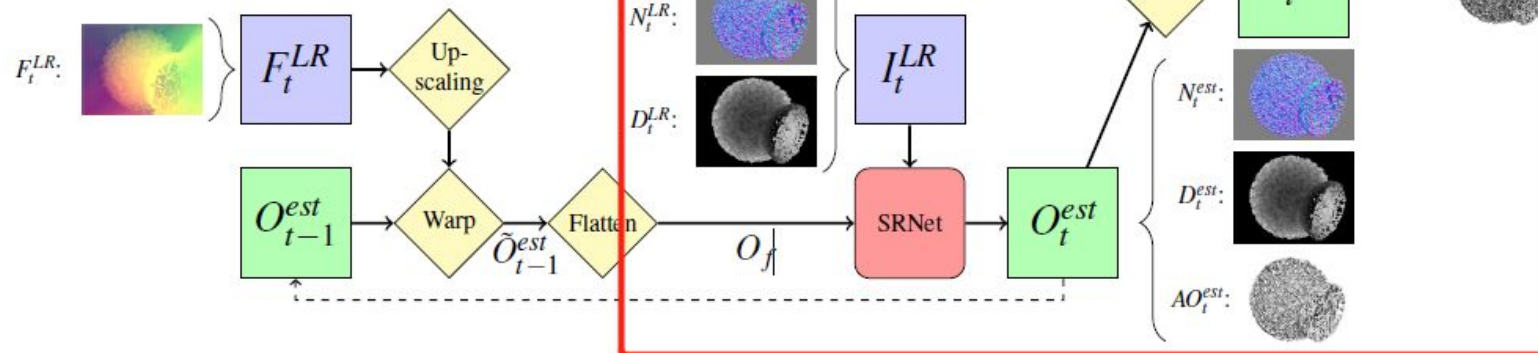 N_t^{LR}:
F_t^{LR}:
F_t^{LR}
Up-
scaling
D_t^{LR}:
I_t^{LR}
N_t^{est}:
O_{t-1}^{est}
Warp
Õ_{t-1}^{est}
Flatten
O_f
SRNet
O_t^{est}
D_t^{est}:
AO_t^{est}: